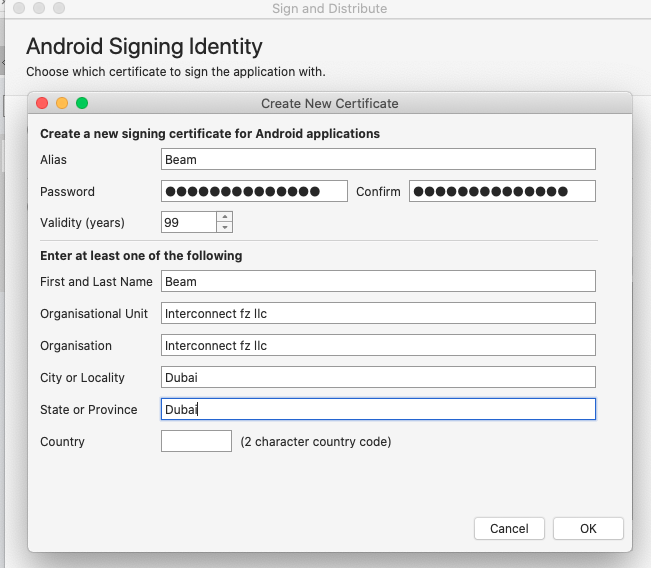 Sign and Distribute
Android Signing Identity
Choose which certificate to sign the application with.
Create New Certificate
Create a new signing certificate for Android applications
Alias Beam
Password ●●●●●●●●●●●●●● Confirm ●●●●●●●●●●●●●●
Validity (years) 99
Enter at least one of the following
First and Last Name Beam
Organisational Unit Interconnect fz llc
Organisation Interconnect fz llc
City or Locality Dubai
State or Province Dubai
Country (2 character country code)
Cancel OK